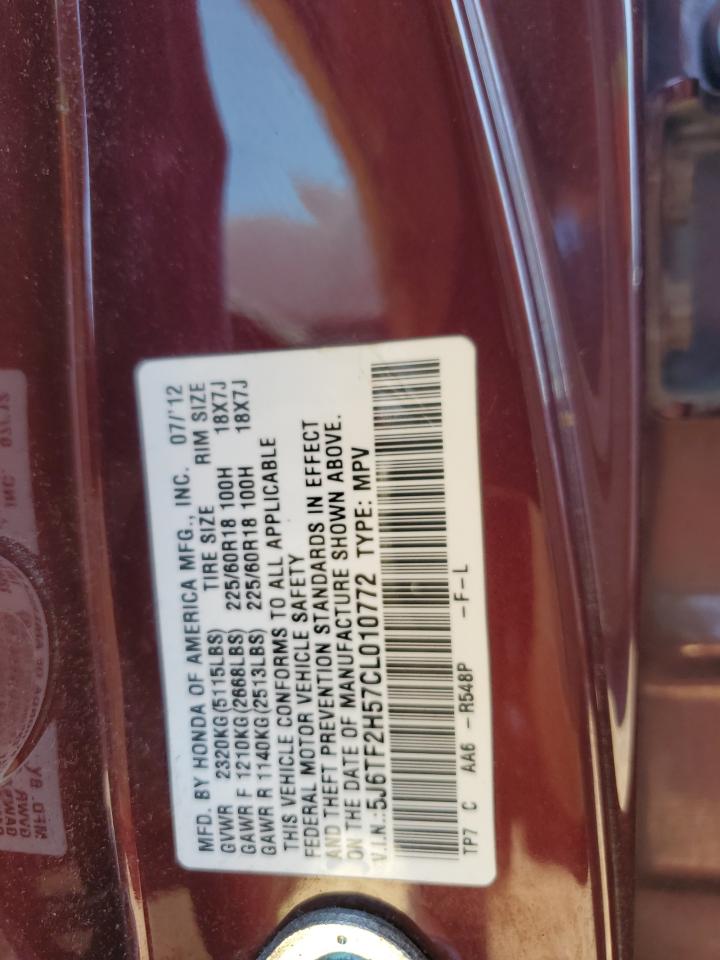 MFD. BY HONDA OF AMERICA MFG., INC. 07/'12
GVWR 2320KG(5115LBS) TIRE SIZE RIM SIZE
GAWR F 1210KG(2668LBS) 225/60R18 100H 18X7J
GAWR R 1140KG(2513LBS) 225/60R18 100H 18X7J
THIS VEHICLE CONFORMS TO ALL APPLICABLE
FEDERAL MOTOR VEHICLE SAFETY
AND THEFT PREVENTION STANDARDS IN EFFECT
ON THE DATE OF MANUFACTURE SHOWN ABOVE.
V.I.N.:5J6TF2H57CL010772 TYPE: MPV
TP7 C AA6 -R548P -F-L